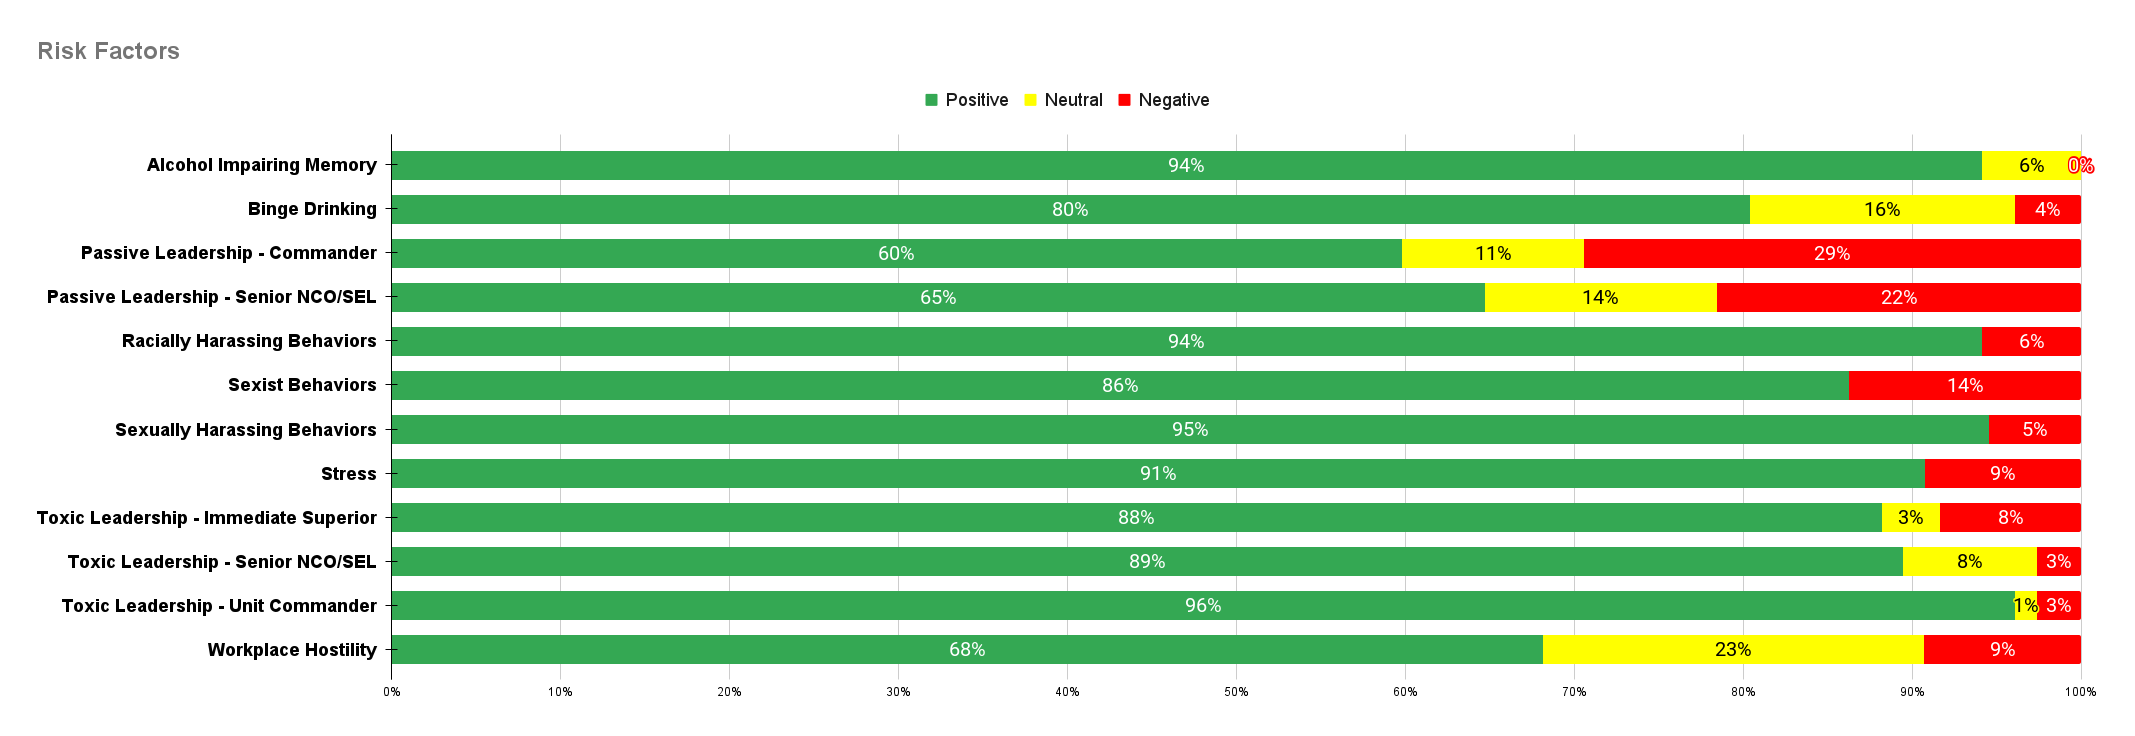 Risk Factors
Positive Neutral Negative
Alcohol Impairing Memory 94% 6% 0%
Binge Drinking 80% 16% 4%
Passive Leadership - Commander 60% 11% 29%
Passive Leadership - Senior NCO/SEL 65% 14% 22%
Racially Harassing Behaviors 94% 6%
Sexist Behaviors 86% 14%
Sexually Harassing Behaviors 95% 5%
Stress 91% 9%
Toxic Leadership - Immediate Superior 88% 3% 8%
Toxic Leadership - Senior NCO/SEL 89% 8% 3%
Toxic Leadership - Unit Commander 96% 1% 3%
Workplace Hostility 68% 23% 9%
0% 10% 20% 30% 40% 50% 60% 70% 80% 90% 100%